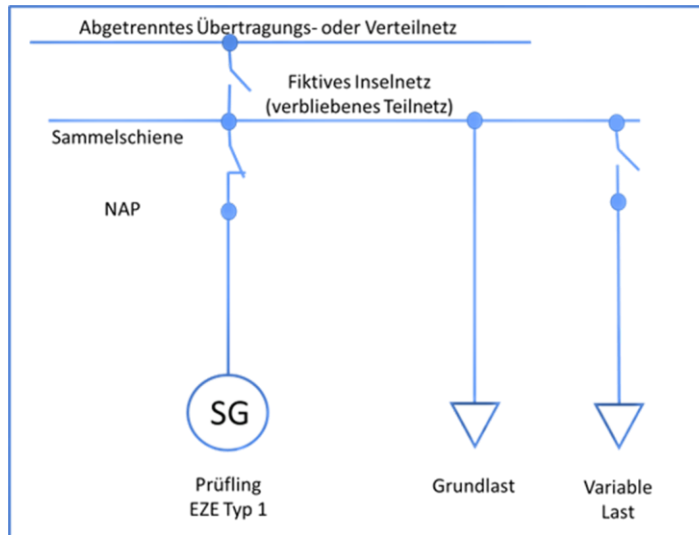 Abgetrenntes Übertragungs- oder Verteilnetz
Fiktives Inselnetz
(verbliebenes Teilnetz)
Sammelschiene
NAP
SG
Prüfling
EZE Typ 1
Grundlast
Variable
Last